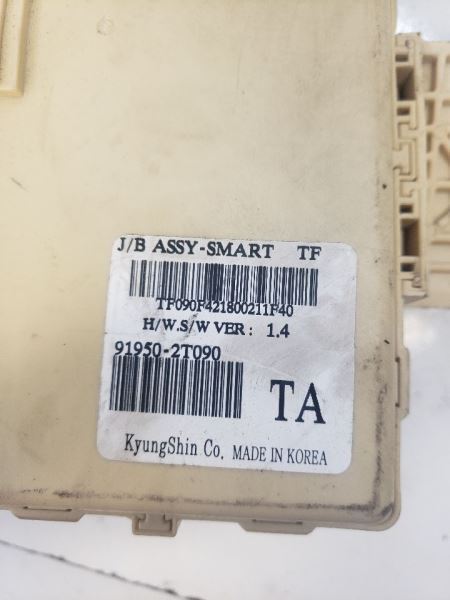 J/B ASSY-SMART TF
TF090F421800211F40
H/W.S/W VER : 1.4
91950-2T090
TA
KyungShin Co. MADE IN KOREA